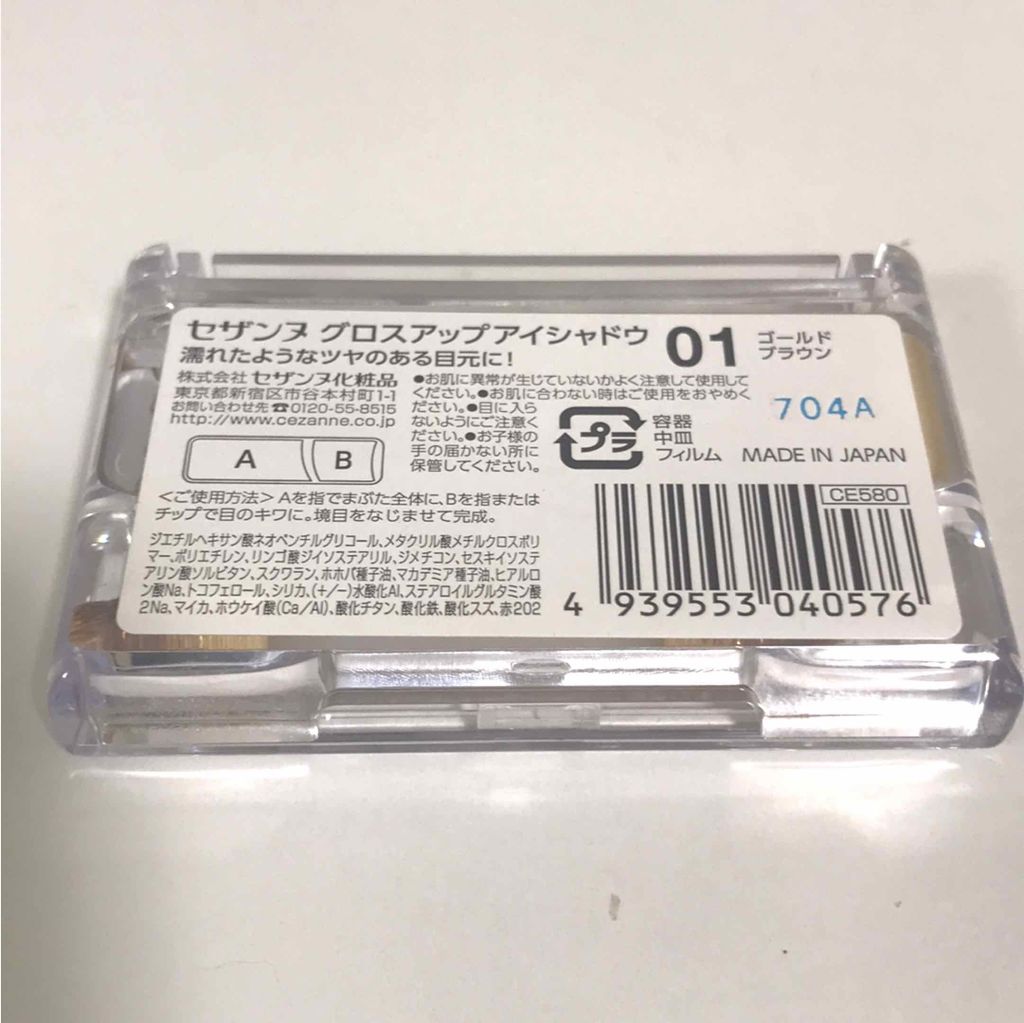 セザンヌ グロスアップアイシャドウ 01 ゴールド
ブラウン
濡れたようなツヤのある目元に!
株式会社 セザンヌ化粧品
東京都新宿区市谷本村町1-1
お問い合わせ先☎0120-55-8515
http://www.cezanne.co.jp
●お肌に異常が生じていないかよく注意して使用して
ください。●お肌に合わない時はご使用をおやめく
ださい。●目に入ら
ないようにご注意く
ださい。●お子様の
手の届かない所に
保管してください。
704A
プラ
容器
中皿
フィルム
MADE IN JAPAN
A B
<ご使用方法>Aを指でまぶた全体に、Bを指または
チップで目のキワに。境目をなじませて完成。
ジエチルヘキサン酸ネオペンチルグリコール、メタクリル酸メチルクロスポリ
マー、ポリエチレン、リンゴ酸ジイソステアリル、ジメチコン、セスキイソステ
アリン酸ソルビタン、スクワラン、ホホバ種子油、マカデミア種子油、ヒアルロ
ン酸Na、トコフェロール、シリカ、(+/-)水酸化Al、ステアロイルグルタミン酸
2Na、マイカ、ホウケイ酸(Ca/Al)、酸化チタン、酸化鉄、酸化スズ、赤202
CE580
4 939553 040576